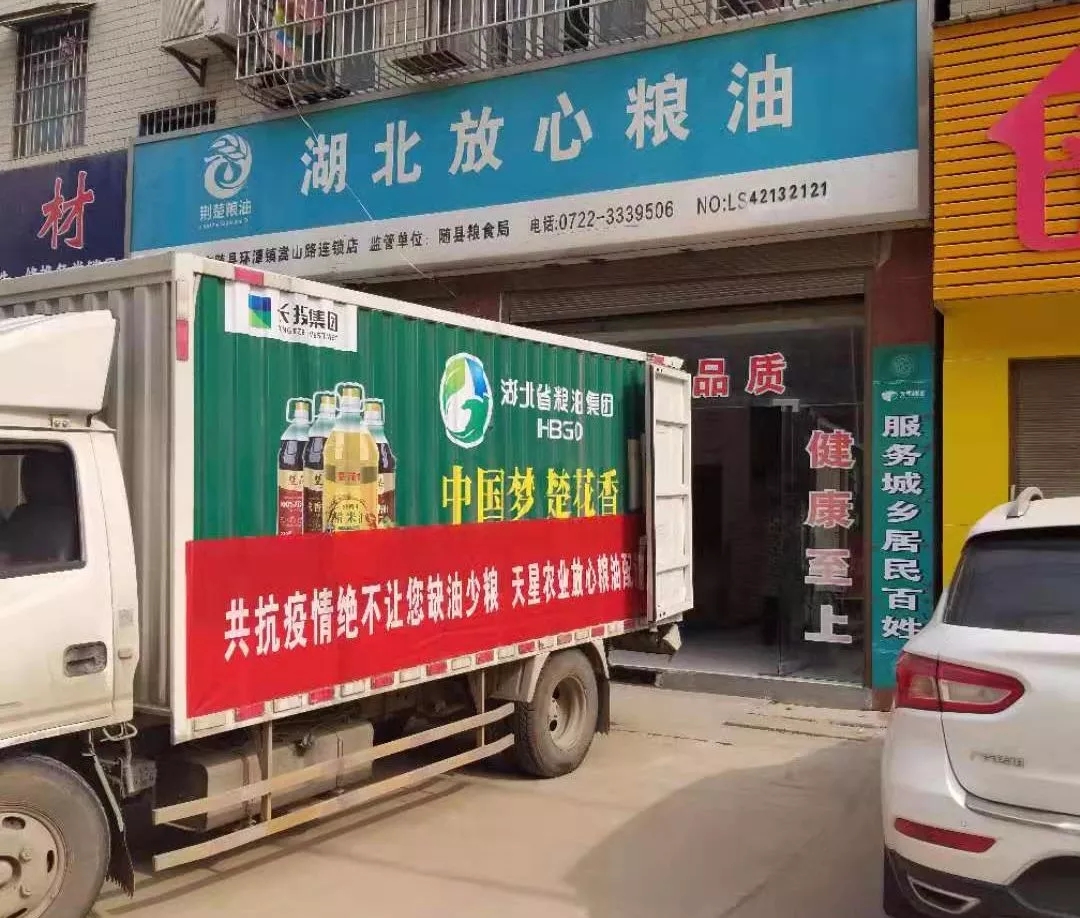 湖北放心粮油
荆楚粮油
随县环潭镇嵩山路连锁店 监管单位：随县粮食局 电话:0722-3339506 NO:LS42132121
材
长投集团
湖北省粮油集团
HBGO
中国梦 楚花香
共抗疫情绝不让您缺油少粮 天星农业放心粮油配
品质
健康至上
服务城乡居民百姓